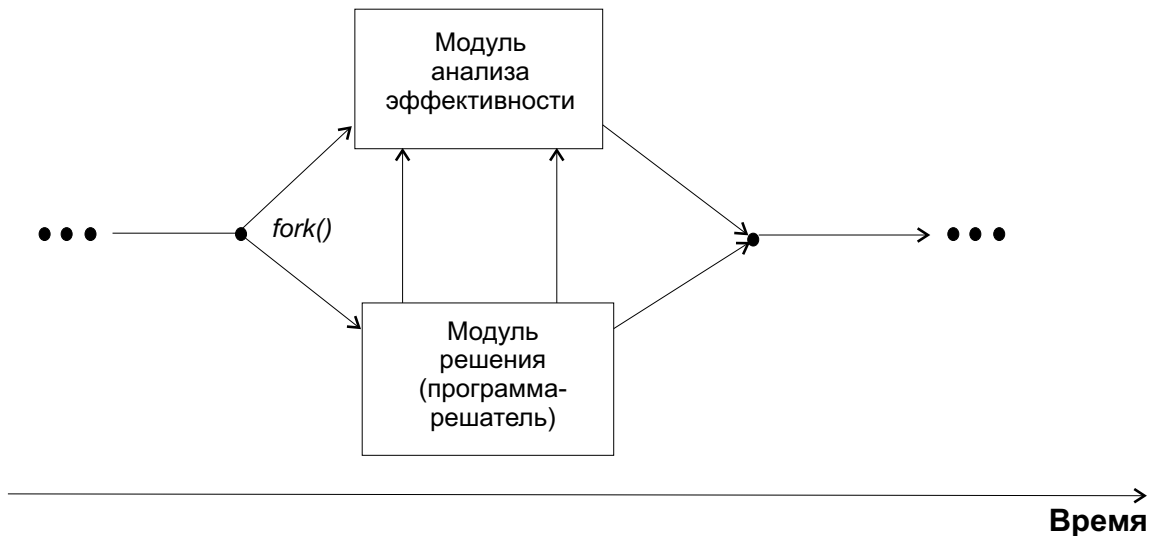 Модуль
анализа
эффективности
fork()
Модуль
решения
(программа-
решатель)
Время